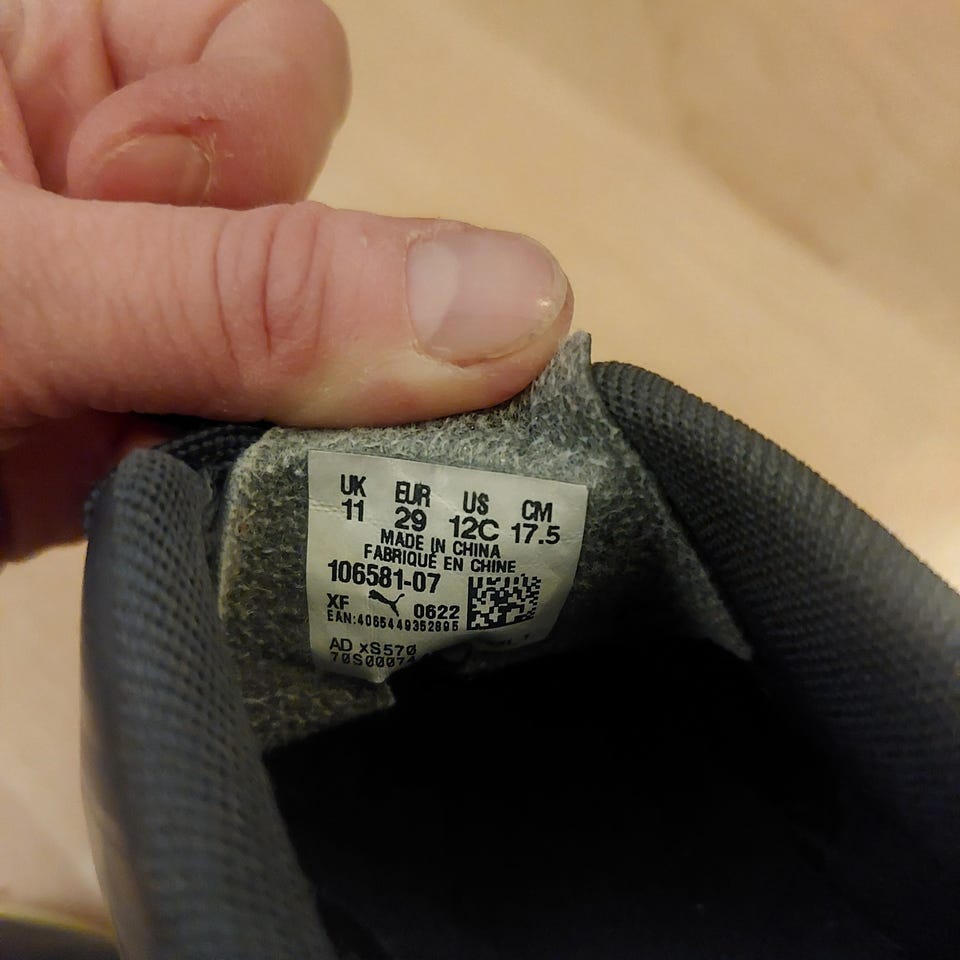 UK EUR US CM
11 29 12C 17.5
MADE IN CHINA
FABRIQUÉ EN CHINE
106581-07
XF 0622
EAN:4065449352895
AD xS570
70S0007